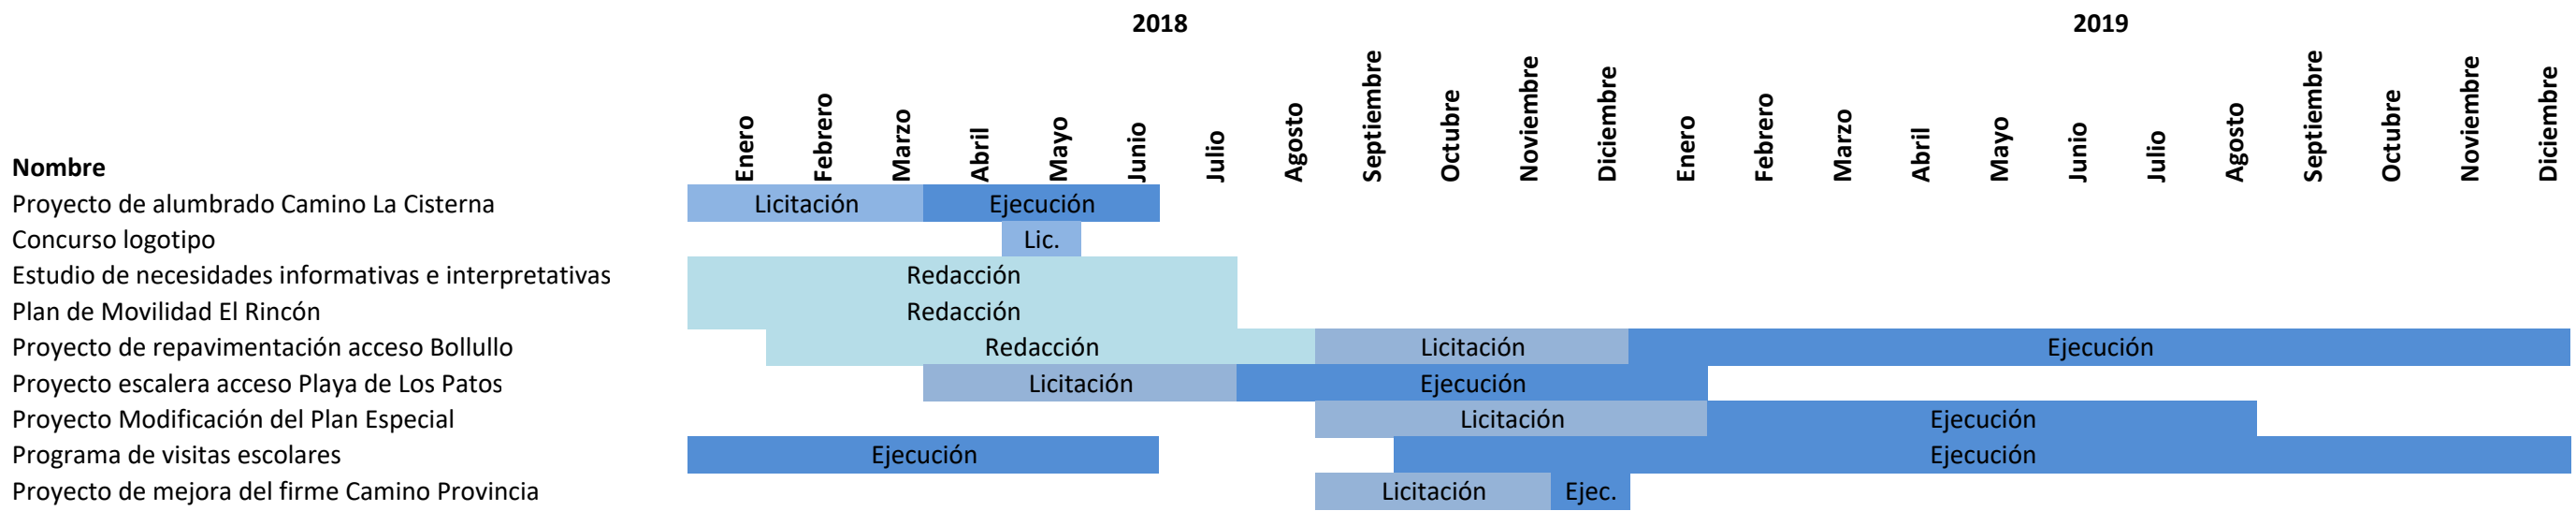 2018 2019
Enero Febrero Marzo Abril Mayo Junio Julio Agosto Septiembre Octubre Noviembre Diciembre Enero Febrero Marzo Abril Mayo Junio Julio Agosto Septiembre Octubre Noviembre Diciembre
Nombre
Proyecto de alumbrado Camino La Cisterna Licitación Ejecución
Concurso logotipo Lic.
Estudio de necesidades informativas e interpretativas Redacción
Plan de Movilidad El Rincón Redacción
Proyecto de repavimentación acceso Bollullo Redacción Licitación Ejecución
Proyecto escalera acceso Playa de Los Patos Licitación Ejecución
Proyecto Modificación del Plan Especial Licitación Ejecución
Programa de visitas escolares Ejecución Ejecución
Proyecto de mejora del firme Camino Provincia Licitación Ejec.